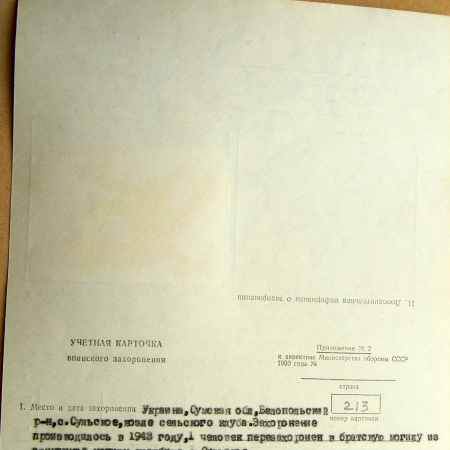 11. Дополнительная информация о захоронении
УЧЕТНАЯ КАРТОЧКА
воинского захоронения
Приложение № 2
к директиве Министерства обороны СССР
1990 года №
страна
213
номер карточки
1. Место и дата захоронения Украина, Сумская обл, Белопольский
р-н, с. Сульское, возле сельского клуба. Захоронение
производилось в 1943 году, 1 человек перезахоронен в братскую могилу из